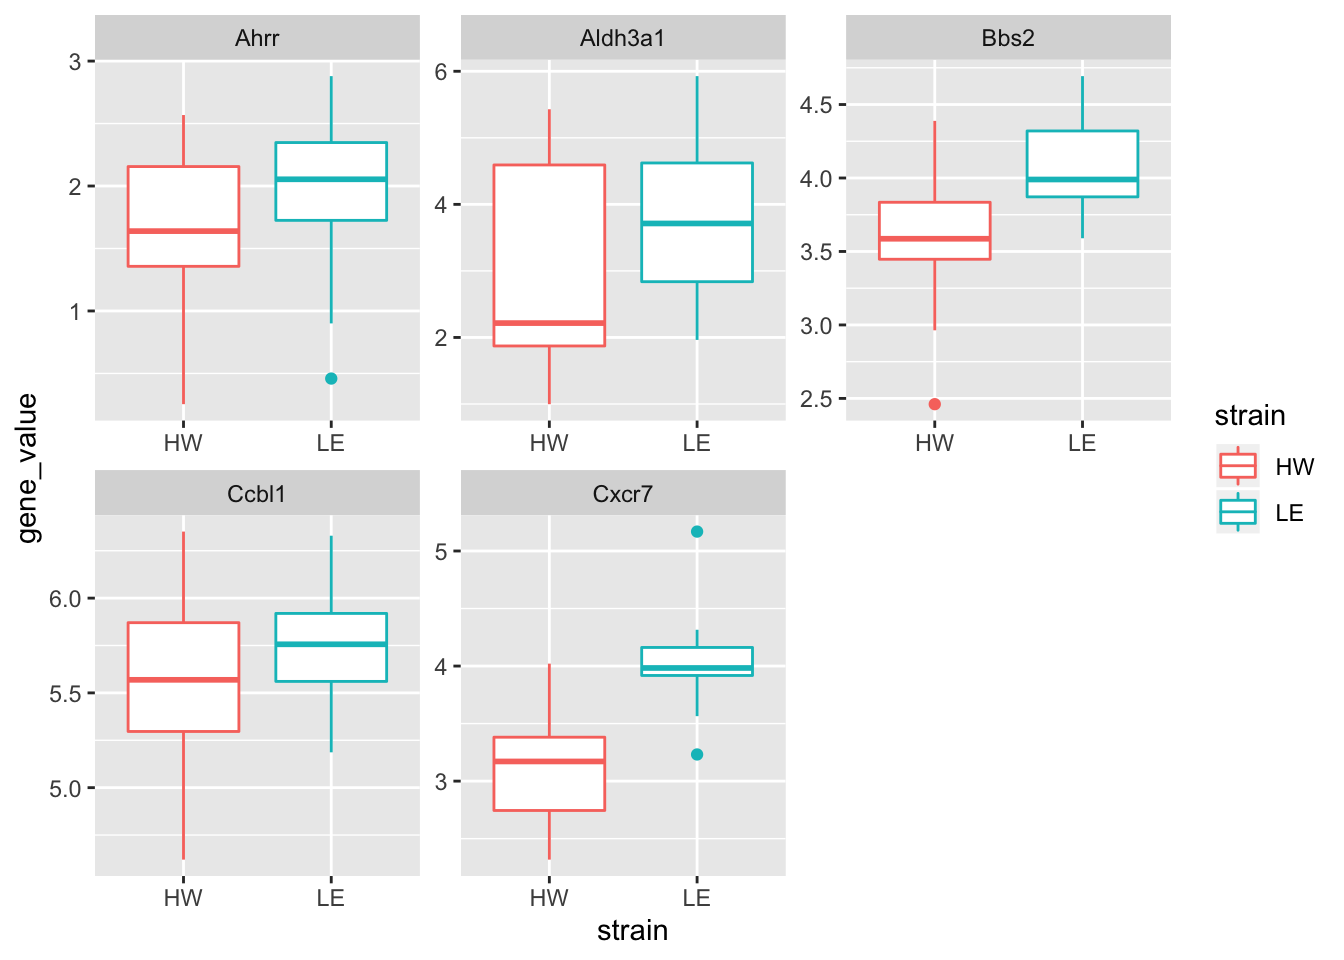 Ahrr
Aldh3a1
Bbs2
3
2
1
6
4
2
4.5
4.0
3.5
3.0
2.5
HW
LE
HW
LE
HW
LE
gene_value
strain
HW
LE
Ccbl1
Cxcr7
6.0
5.5
5.0
5
4
3
HW
LE
HW
LE
strain